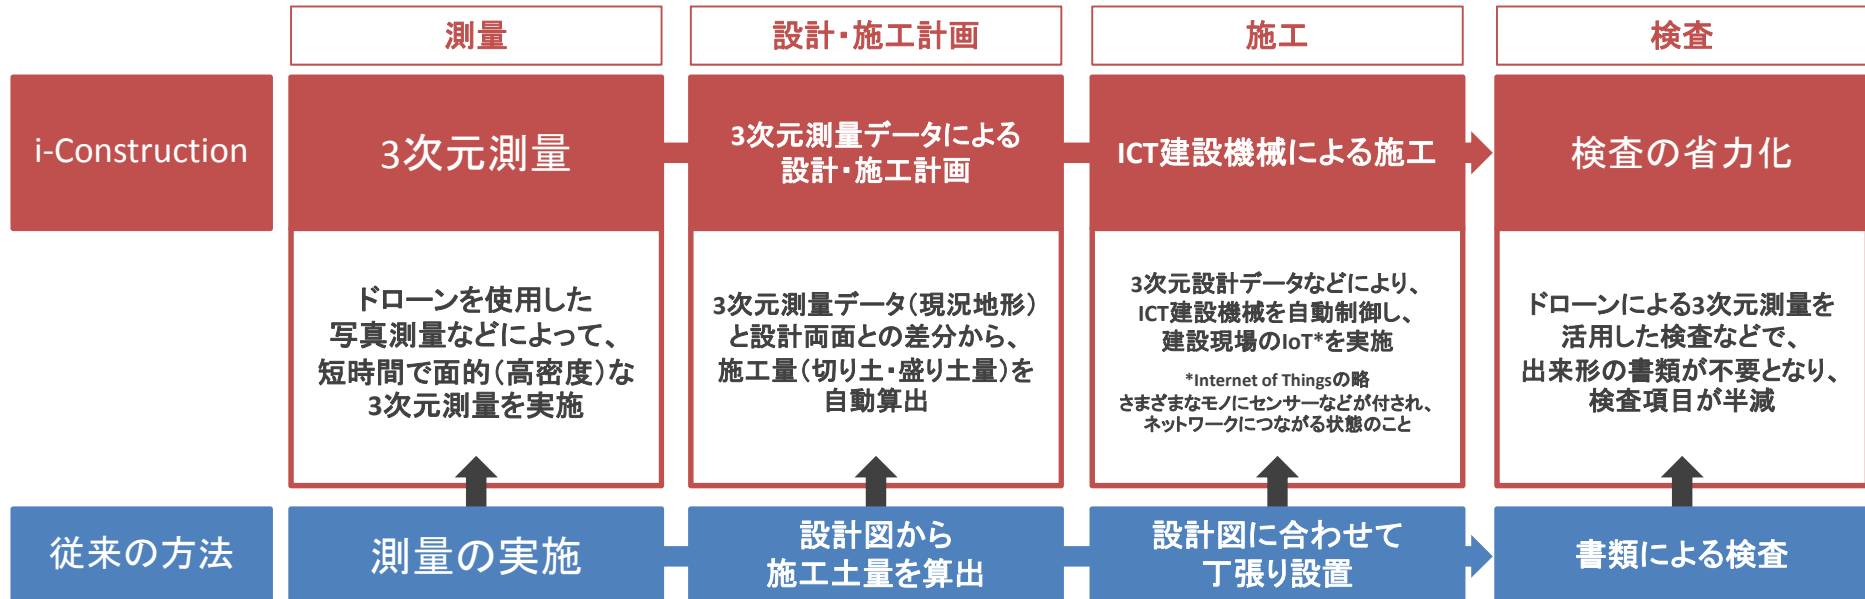 測量
設計・施工計画
施工
検査
i-Construction
3次元測量
3次元測量データによる
設計・施工計画
ICT建設機械による施工
検査の省力化
ドローンを使用した
写真測量などによって、
短時間で面的(高密度)な
3次元測量を実施
3次元測量データ(現況地形)
と設計両面との差分から、
施工量(切り土・盛り土量)を
自動算出
3次元設計データなどにより、
ICT建設機械を自動制御し、
建設現場のIoT*を実施
*Internet of Thingsの略
さまざまなモノにセンサーなどが付され、
ネットワークにつながる状態のこと
ドローンによる3次元測量を
活用した検査などで、
出来形の書類が不要となり、
検査項目が半減
従来の方法
測量の実施
設計図から
施工土量を算出
設計図に合わせて
丁張り設置
書類による検査